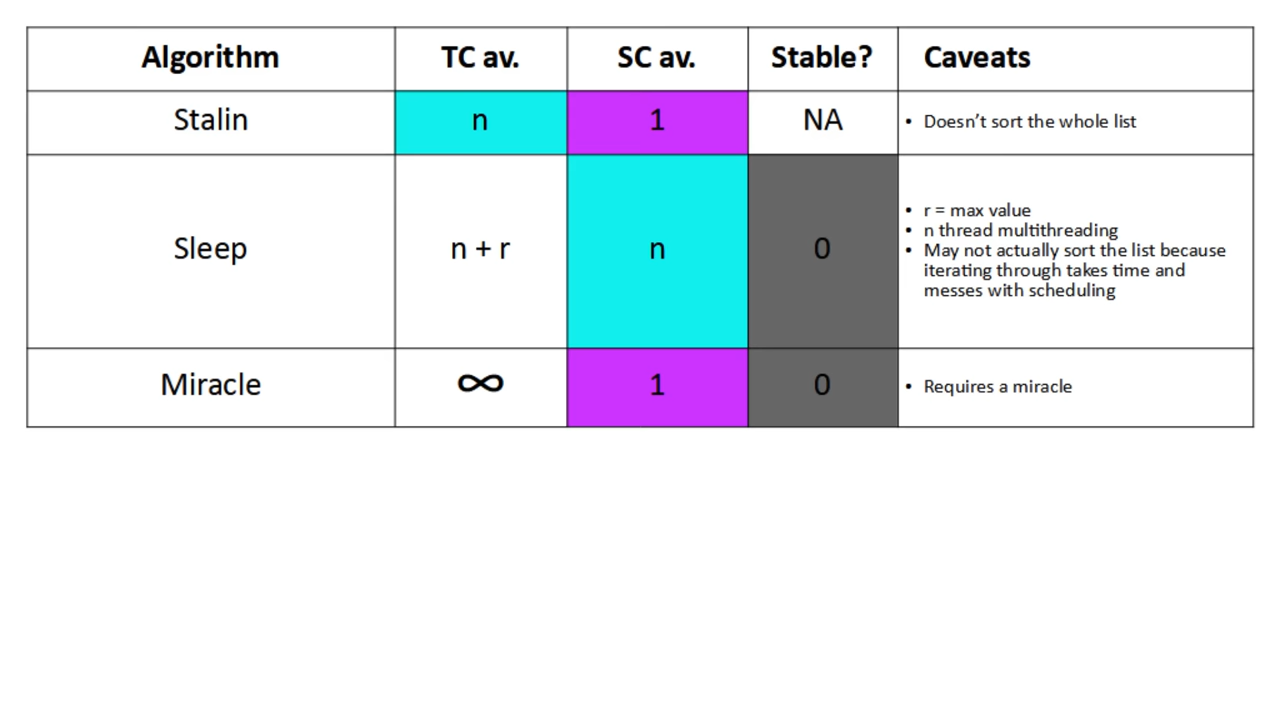 Algorithm TC av. SC av. Stable? Caveats
Stalin n 1 NA • Doesn’t sort the whole list
Sleep n + r n 0
• r = max value
• n thread multithreading
• May not actually sort the list because
iterating through takes time and
messes with scheduling
Miracle ∞ 1 0 • Requires a miracle